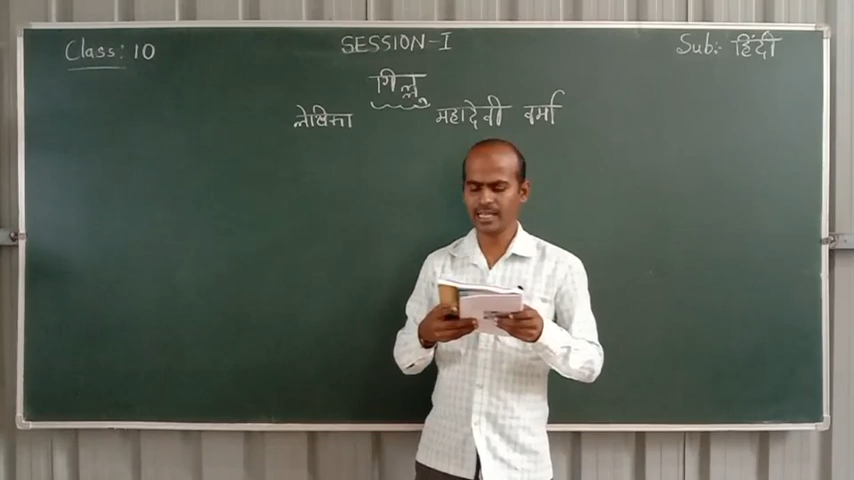 Class: 10 SESSION-I Sub:- हिंदी
गिल्लू
लेखिका महादेवी वर्मा